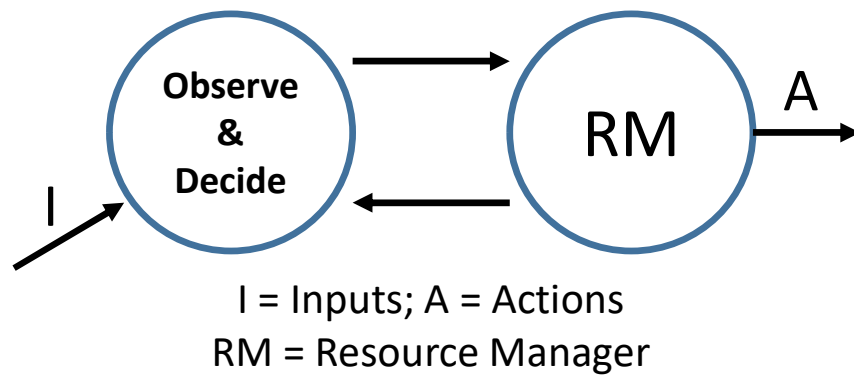 Observe
&
Decide
RM
A
I
I = Inputs; A = Actions
RM = Resource Manager